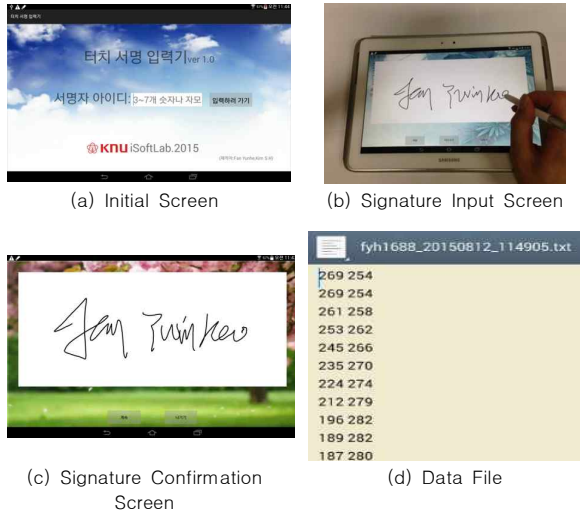 터치 서명 입력기
터치 서명 입력기ver 1.0
서명자 아이디: 3~7개 숫자나 자모 입력하러 가기
KNU iSoftLab.2015
(a) Initial Screen
SAMSUNG
(b) Signature Input Screen
(c) Signature Confirmation
Screen
fyh1688_20150812_114905.txt
269 254
269 254
261 258
253 262
245 266
235 270
224 274
212 279
196 282
189 282
187 280
(d) Data File